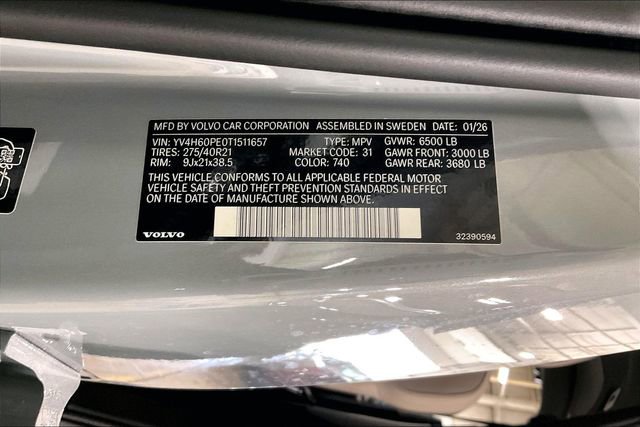 MFD BY VOLVO CAR CORPORATION ASSEMBLED IN SWEDEN DATE: 01/26
VIN: YV4H60PE0T1511657 TYPE: MPV GVWR: 6500 LB
TIRES: 275/40R21 MARKET CODE: 31 GAWR FRONT: 3000 LB
RIM: 9Jx21x38.5 COLOR: 740 GAWR REAR: 3680 LB
THIS VEHICLE CONFORMS TO ALL APPLICABLE FEDERAL MOTOR
VEHICLE SAFETY AND THEFT PREVENTION STANDARDS IN EFFECT
ON THE DATE OF MANUFACTURE SHOWN ABOVE.
VOLVO 32390594